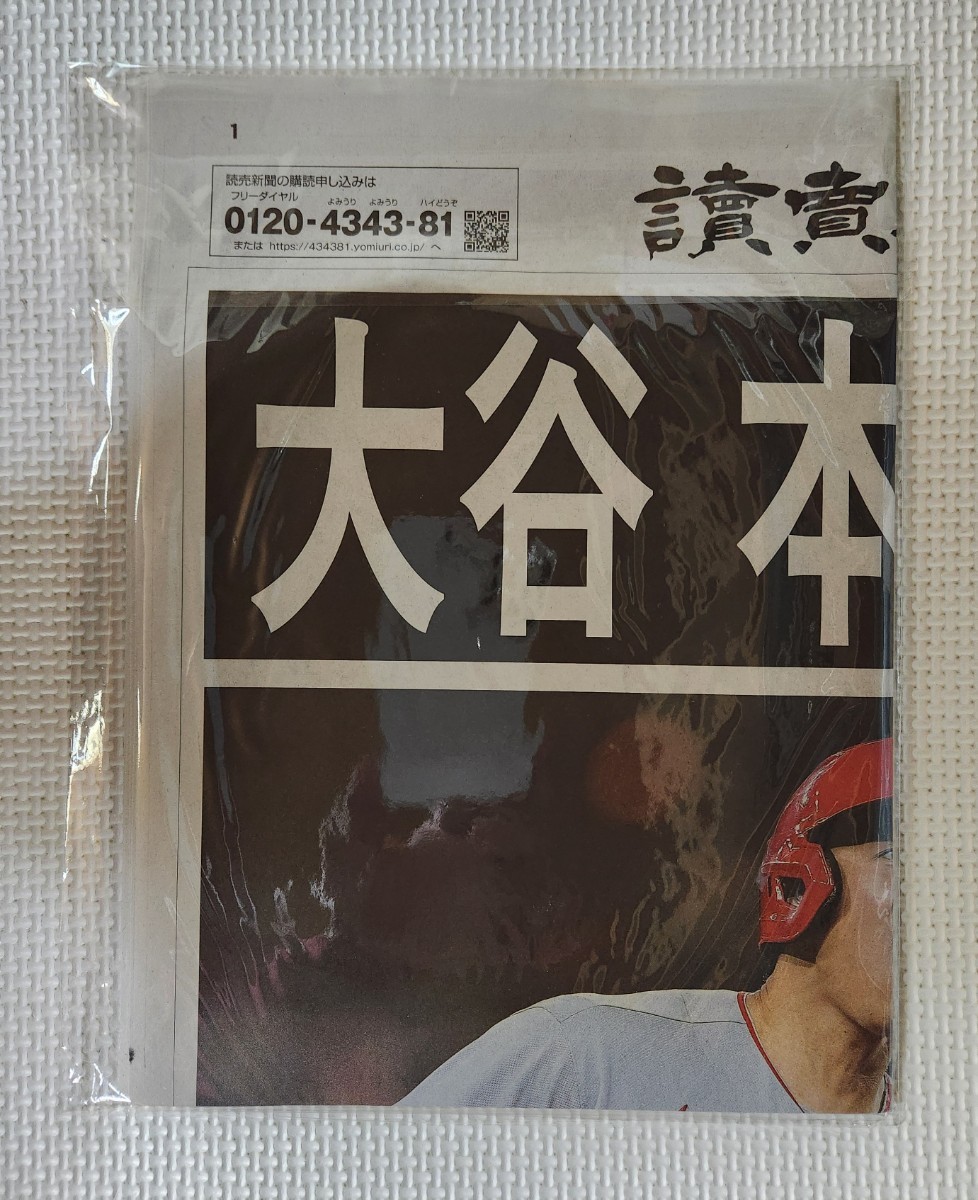 1
読売新聞の購読申し込みは
フリーダイヤル
よみうり よみうり ハイどうぞ
0120-4343-81
または https://434381.yomiuri.co.jp/ へ
讀賣
大谷 本